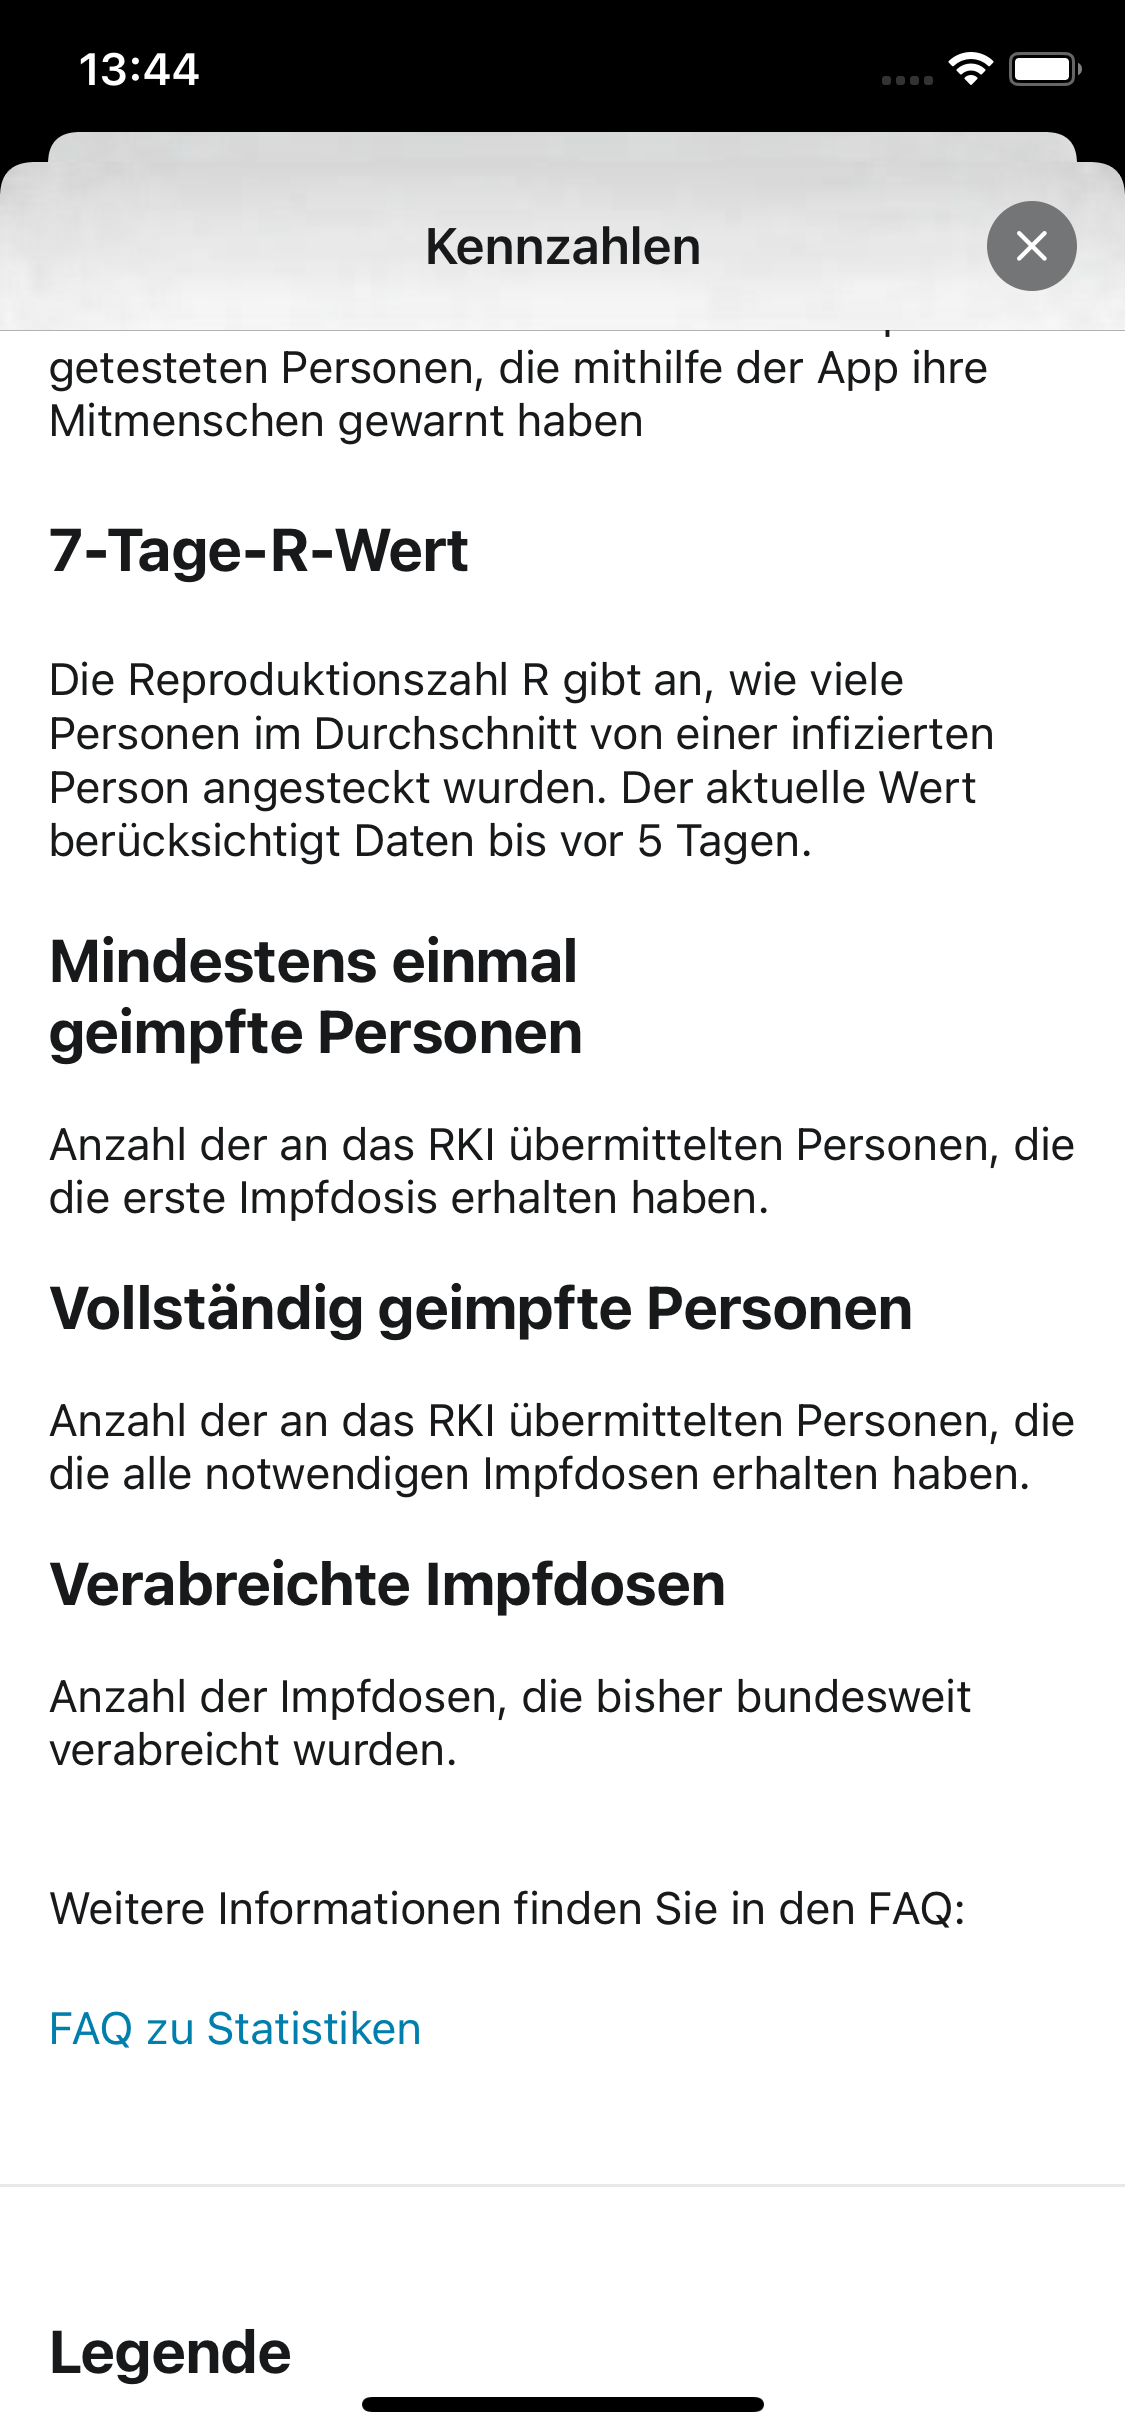 13:44
Kennzahlen
getesteten Personen, die mithilfe der App ihre
Mitmenschen gewarnt haben
7-Tage-R-Wert
Die Reproduktionszahl R gibt an, wie viele
Personen im Durchschnitt von einer infizierten
Person angesteckt wurden. Der aktuelle Wert
berücksichtigt Daten bis vor 5 Tagen.
Mindestens einmal
geimpfte Personen
Anzahl der an das RKI übermittelten Personen, die
die erste Impfdosis erhalten haben.
Vollständig geimpfte Personen
Anzahl der an das RKI übermittelten Personen, die
die alle notwendigen Impfdosen erhalten haben.
Verabreichte Impfdosen
Anzahl der Impfdosen, die bisher bundesweit
verabreicht wurden.
Weitere Informationen finden Sie in den FAQ:
FAQ zu Statistiken
Legende